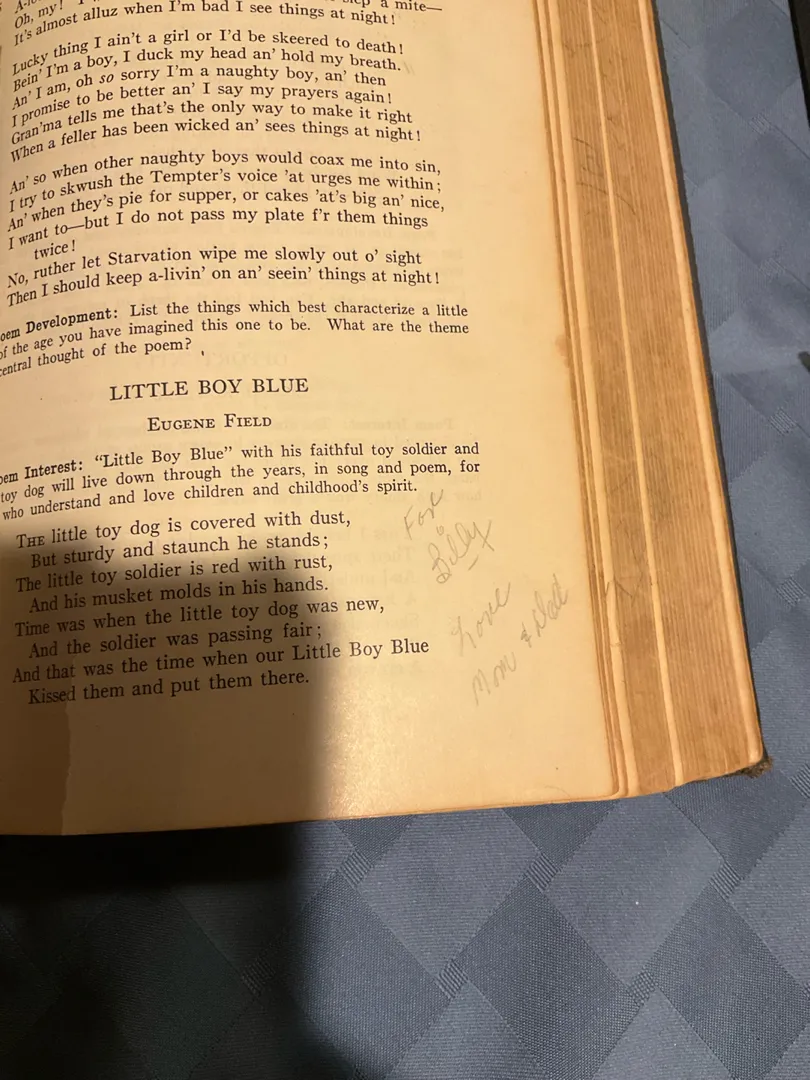 a mite—
Oh, my!
It's almost alluz when I'm bad I see things at night!
Lucky thing I ain't a girl or I'd be skeered to death!
Bein' I'm a boy, I duck my head an' hold my breath.
An' I am, oh so sorry I'm a naughty boy, an' then
I promise to be better an' I say my prayers again!
Gran'ma tells me that's the only way to make it right
When a feller has been wicked an' sees things at night!
An' so when other naughty boys would coax me into sin,
I try to skwush the Tempter's voice 'at urges me within;
An' when they's pie for supper, or cakes 'at's big an' nice,
I want to—but I do not pass my plate f'r them things
twice!
No, ruther let Starvation wipe me slowly out o' sight
Then I should keep a-livin' on an' seein' things at night!
oem Development: List the things which best characterize a little
of the age you have imagined this one to be. What are the theme
central thought of the poem?
LITTLE BOY BLUE
EUGENE FIELD
oem Interest: "Little Boy Blue" with his faithful toy soldier and
toy dog will live down through the years, in song and poem, for
who understand and love children and childhood's spirit.
THE little toy dog is covered with dust,
But sturdy and staunch he stands;
The little toy soldier is red with rust,
And his musket molds in his hands.
Time was when the little toy dog was new,
And the soldier was passing fair;
And that was the time when our Little Boy Blue
Kissed them and put them there.
For
Billy
Love
Mom & Dad